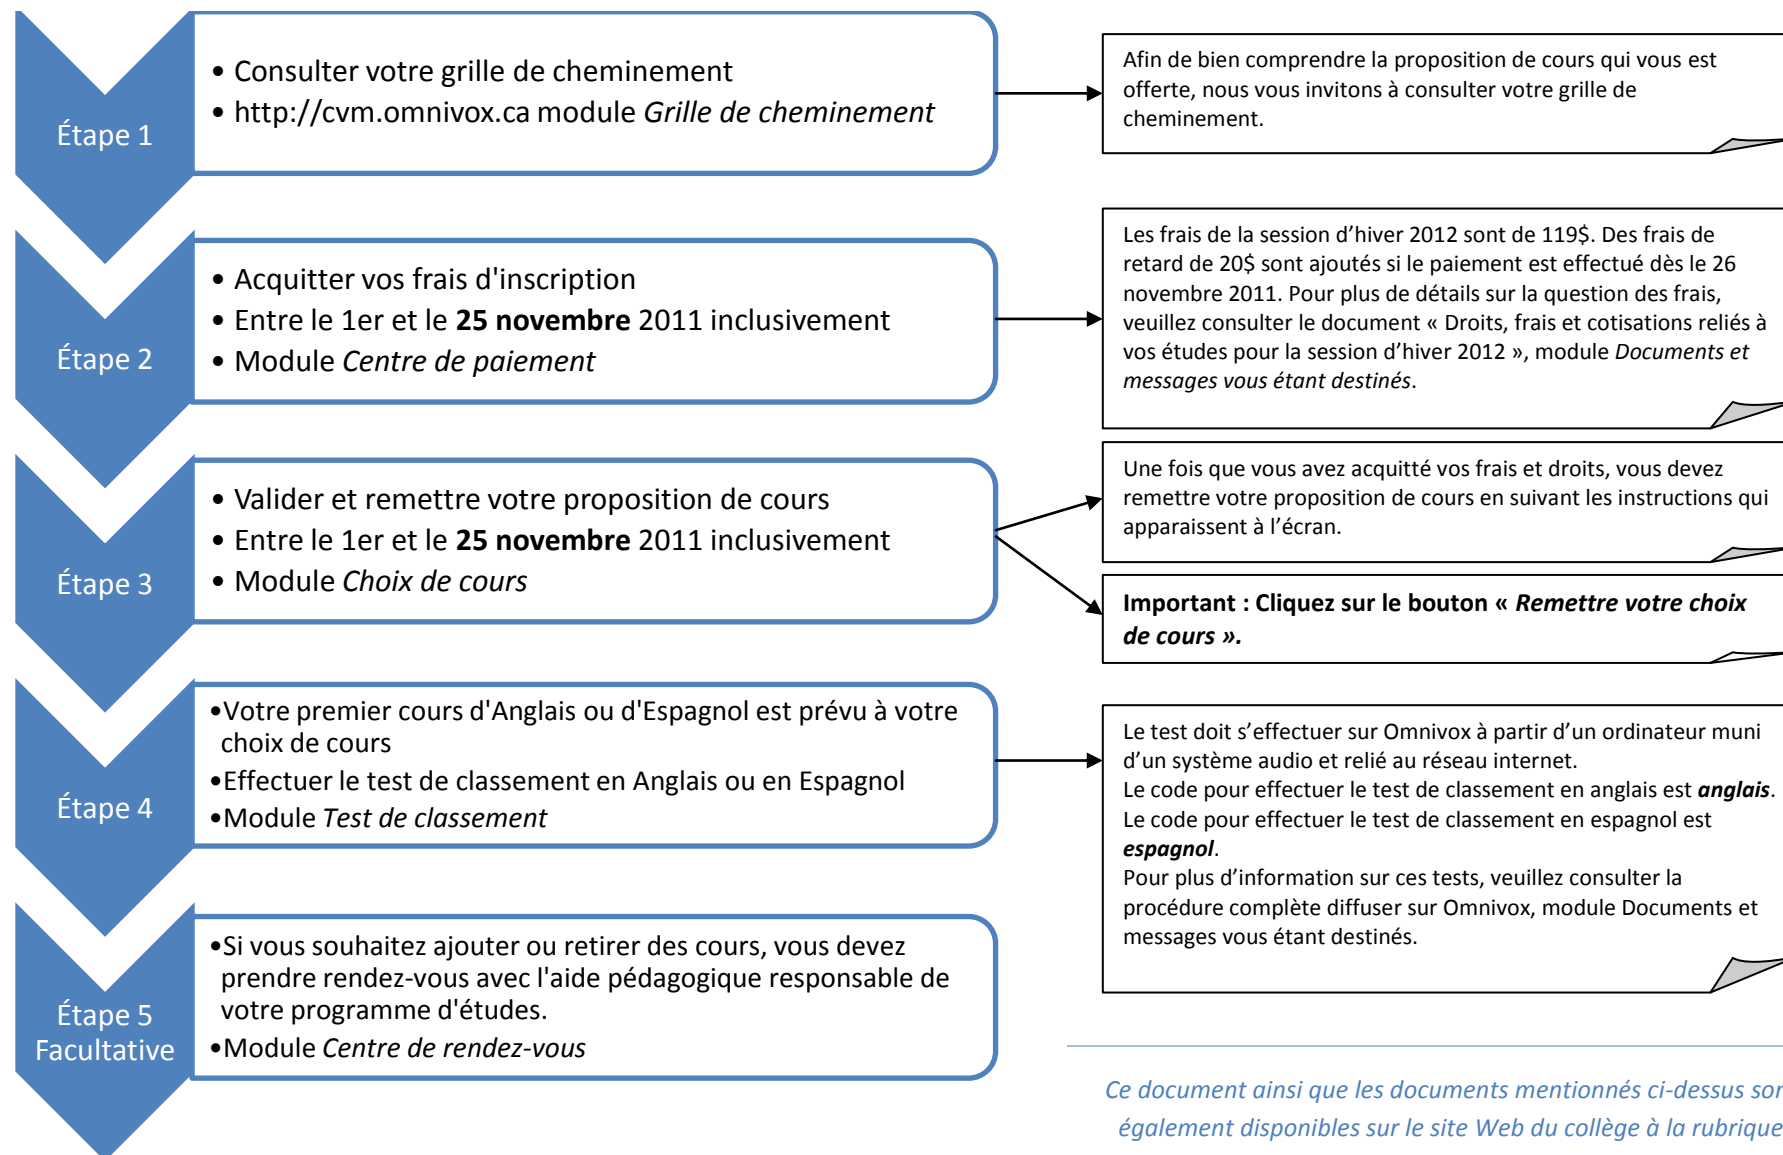 Étape 1
• Consulter votre grille de cheminement
• http://cvm.omnivox.ca module Grille de cheminement
Afin de bien comprendre la proposition de cours qui vous est
offerte, nous vous invitons à consulter votre grille de
cheminement.
Étape 2
• Acquitter vos frais d'inscription
• Entre le 1er et le 25 novembre 2011 inclusivement
• Module Centre de paiement
Les frais de la session d’hiver 2012 sont de 119$. Des frais de
retard de 20$ sont ajoutés si le paiement est effectué dès le 26
novembre 2011. Pour plus de détails sur la question des frais,
veuillez consulter le document « Droits, frais et cotisations reliés à
vos études pour la session d’hiver 2012 », module Documents et
messages vous étant destinés.
Étape 3
• Valider et remettre votre proposition de cours
• Entre le 1er et le 25 novembre 2011 inclusivement
• Module Choix de cours
Une fois que vous avez acquitté vos frais et droits, vous devez
remettre votre proposition de cours en suivant les instructions qui
apparaissent à l’écran.
Important : Cliquez sur le bouton « Remettre votre choix
de cours ».
Étape 4
•Votre premier cours d'Anglais ou d'Espagnol est prévu à votre
choix de cours
•Effectuer le test de classement en Anglais ou en Espagnol
•Module Test de classement
Le test doit s’effectuer sur Omnivox à partir d’un ordinateur muni
d’un système audio et relié au réseau internet.
Le code pour effectuer le test de classement en anglais est anglais.
Le code pour effectuer le test de classement en espagnol est
espagnol.
Pour plus d’information sur ces tests, veuillez consulter la
procédure complète diffuser sur Omnivox, module Documents et
messages vous étant destinés.
Étape 5
Facultative
•Si vous souhaitez ajouter ou retirer des cours, vous devez
prendre rendez-vous avec l'aide pédagogique responsable de
votre programme d'études.
•Module Centre de rendez-vous
Ce document ainsi que les documents mentionnés ci-dessus
également disponibles sur le site Web du collège à la rubrique